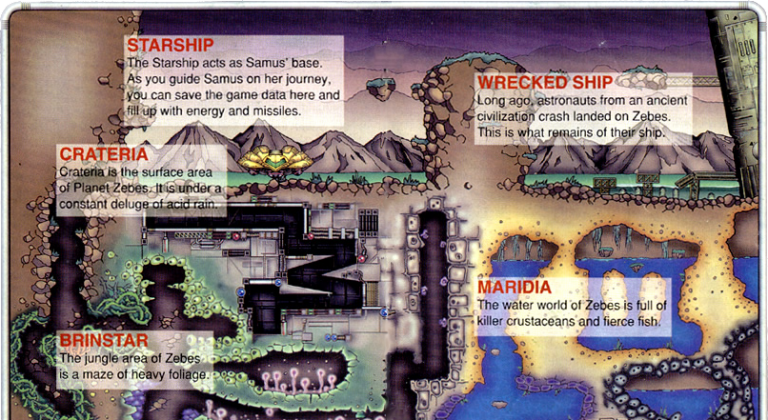 STARSHIP
The Starship acts as Samus' base.
As you guide Samus on her journey,
you can save the game data here and
fill up with energy and missiles.
WRECKED SHIP
Long ago, astronauts from an ancient
civilization crash landed on Zebes.
This is what remains of their ship.
CRATERIA
Crateria is the surface area
of Planet Zebes. It is under a
constant deluge of acid rain.
MARIDIA
The water world of Zebes is full of
killer crustaceans and fierce fish.
BRINSTAR
The jungle area of Zebes
is a maze of heavy foliage.